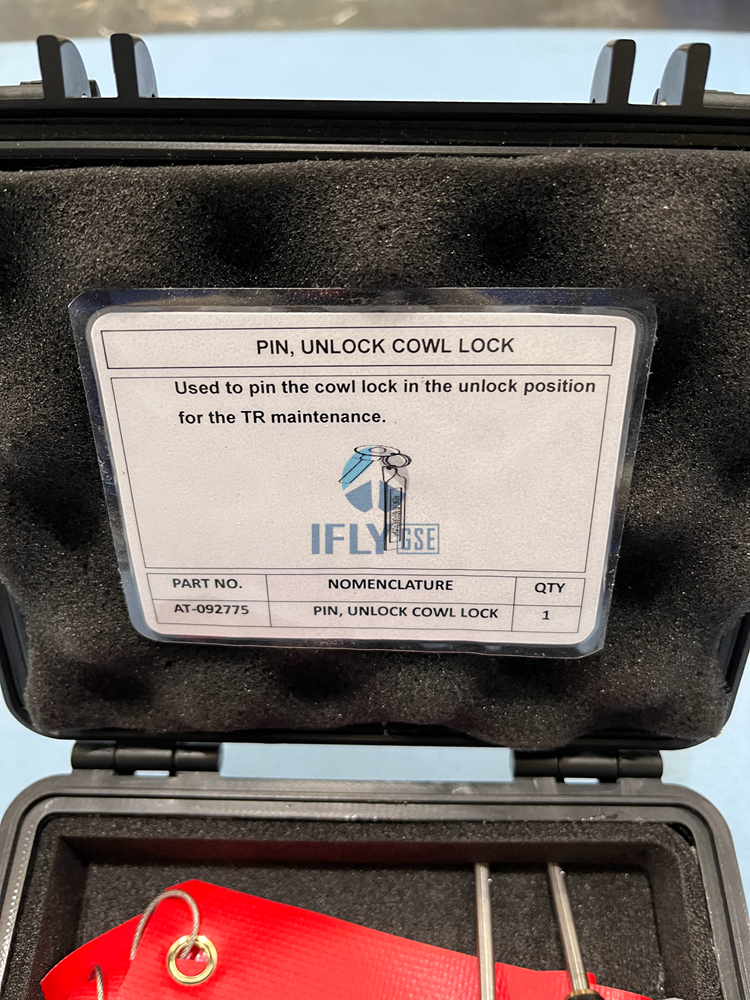 PIN, UNLOCK COWL LOCK
Used to pin the cowl lock in the unlock position
for the TR maintenance.
IFLY GSE
PART NO. NOMENCLATURE QTY
AT-092775 PIN, UNLOCK COWL LOCK 1